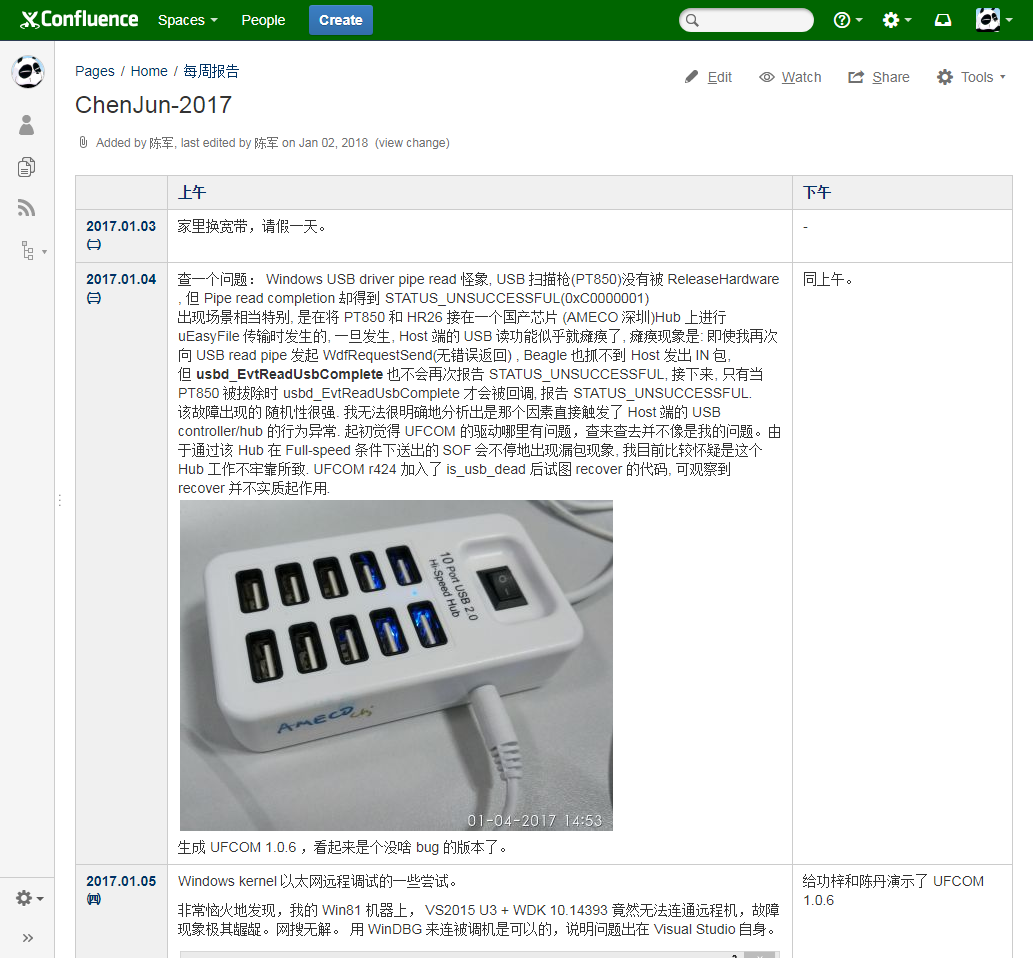 Confluence Spaces People Create
Pages / Home / 每周报告
Edit Watch Share Tools
ChenJun-2017
Added by 陈军, last edited by 陈军 on Jan 02, 2018 (view change)
上午 下午
2017.01.03 家里换宽带，请假一天。 -
(二)
2017.01.04 查一个问题： Windows USB driver pipe read 怪象, USB 扫描枪(PT850)没有被 ReleaseHardware 同上午。
(三) , 但 Pipe read completion 却得到 STATUS_UNSUCCESSFUL(0xC0000001)
出现场景相当特别, 是在将 PT850 和 HR26 接在一个国产芯片 (AMECO 深圳)Hub 上进行
uEasyFile 传输时发生的, 一旦发生, Host 端的 USB 读功能似乎就瘫痪了, 瘫痪现象是: 即使我再次
向 USB read pipe 发起 WdfRequestSend(无错误返回) , Beagle 也抓不到 Host 发出 IN 包,
但 usbd_EvtReadUsbComplete 也不会再次报告 STATUS_UNSUCCESSFUL, 接下来, 只有当
PT850 被拔除时 usbd_EvtReadUsbComplete 才会被回调, 报告 STATUS_UNSUCCESSFUL.
该故障出现的 随机性很强. 我无法很明确地分析出是那个因素直接触发了 Host 端的 USB
controller/hub 的行为异常. 起初觉得 UFCOM 的驱动哪里有问题，查来查去并不像是我的问题。由
于通过该 Hub 在 Full-speed 条件下送出的 SOF 会不停地出现漏包现象, 我目前比较怀疑是这个
Hub 工作不牢靠所致. UFCOM r424 加入了 is_usb_dead 后试图 recover 的代码, 可观察到
recover 并不实质起作用.
10 Port USB 2.0
Hi-Speed Hub
AMECO
01-04-2017 14:53
生成 UFCOM 1.0.6 ，看起来是个没啥 bug 的版本了。
2017.01.05 Windows kernel 以太网远程调试的一些尝试。 给功梓和陈丹演示了 UFCOM
(四) 1.0.6
非常恼火地发现，我的 Win81 机器上， VS2015 U3 + WDK 10.14393 竟然无法连通远程机，故障
现象极其龌龊。网搜无解。 用 WinDBG 来连被调机是可以的，说明问题出在 Visual Studio 自身。